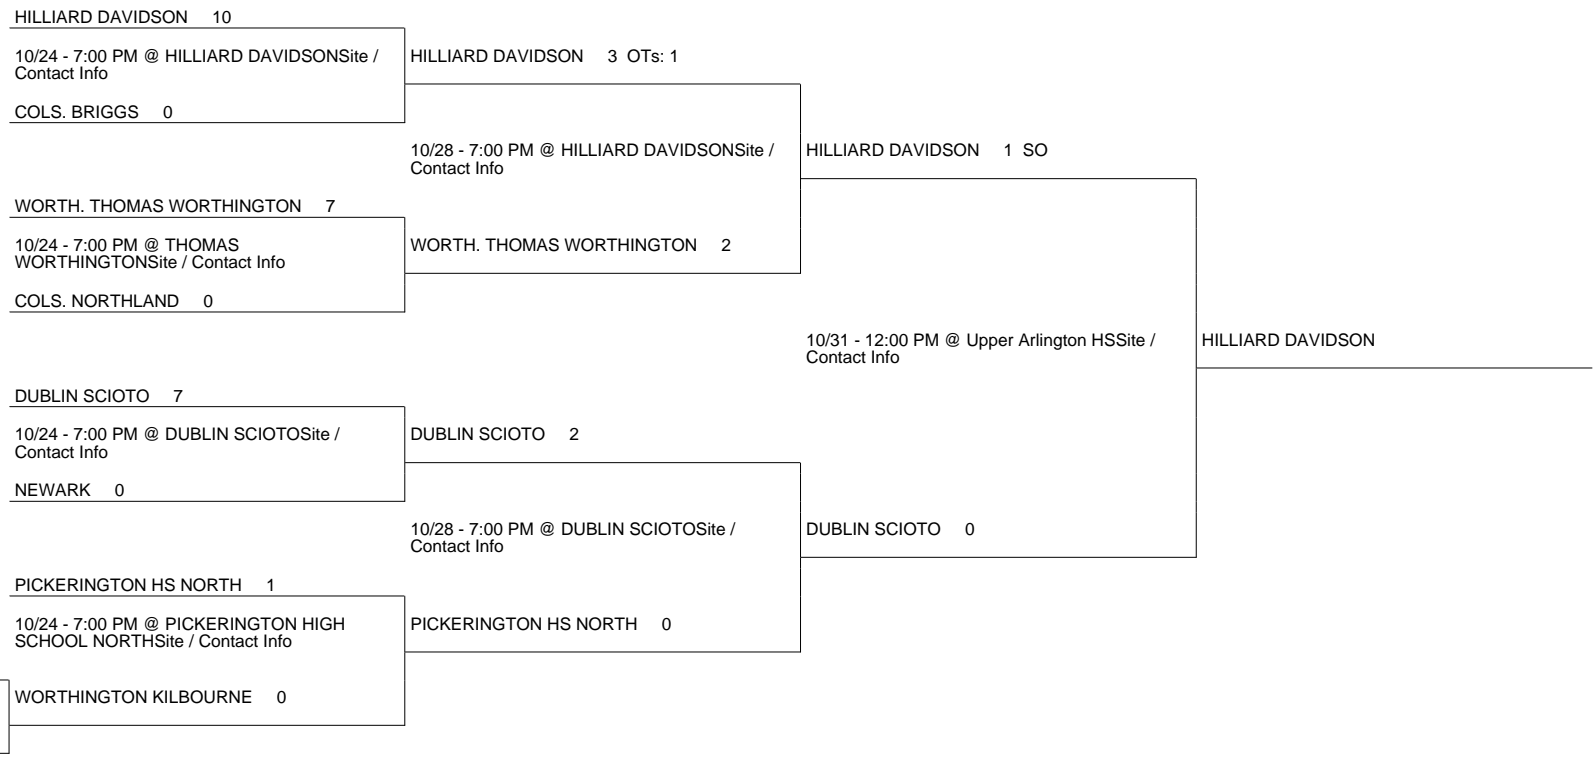 HILLIARD DAVIDSON 10
10/24 - 7:00 PM @ HILLIARD DAVIDSONSite /
Contact Info
COLS. BRIGGS 0
WORTH. THOMAS WORTHINGTON 7
10/24 - 7:00 PM @ THOMAS
WORTHINGTONSite / Contact Info
COLS. NORTHLAND 0
DUBLIN SCIOTO 7
10/24 - 7:00 PM @ DUBLIN SCIOTOSite /
Contact Info
NEWARK 0
PICKERINGTON HS NORTH 1
10/24 - 7:00 PM @ PICKERINGTON HIGH
SCHOOL NORTHSite / Contact Info
WORTHINGTON KILBOURNE 0
HILLIARD DAVIDSON 3 OTs: 1
10/28 - 7:00 PM @ HILLIARD DAVIDSONSite /
Contact Info
WORTH. THOMAS WORTHINGTON 2
DUBLIN SCIOTO 2
10/28 - 7:00 PM @ DUBLIN SCIOTOSite /
Contact Info
PICKERINGTON HS NORTH 0
HILLIARD DAVIDSON 1 SO
10/31 - 12:00 PM @ Upper Arlington HSSite /
Contact Info
DUBLIN SCIOTO 0
HILLIARD DAVIDSON